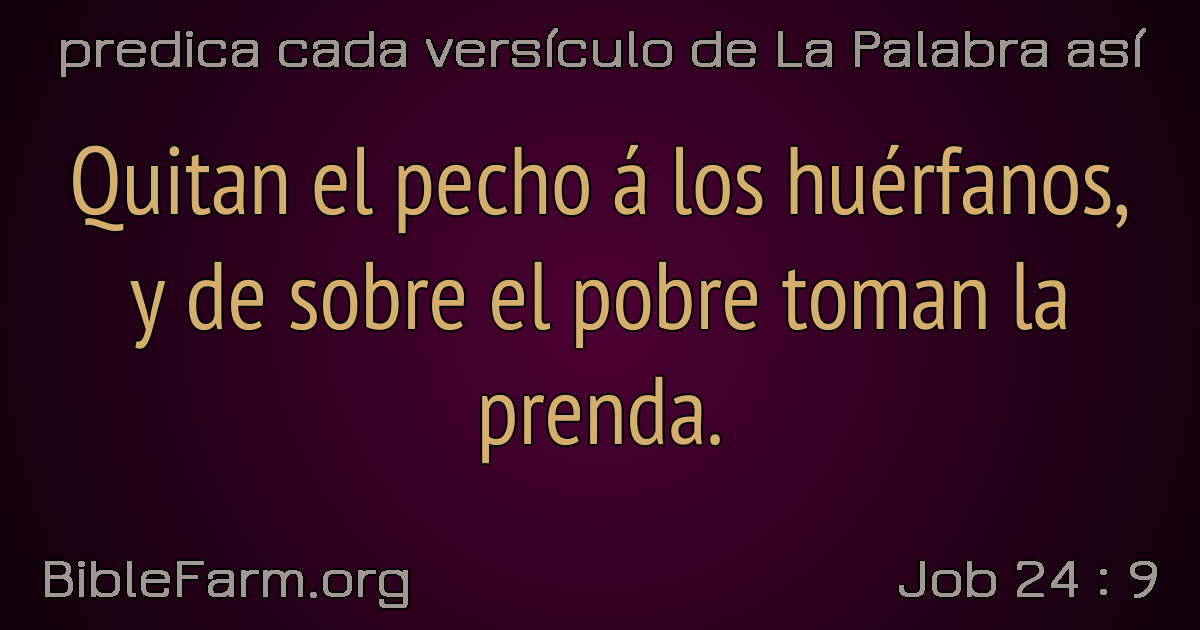 predica cada versículo de La Palabra así
Quitan el pecho á los huérfanos,
y de sobre el pobre toman la
prenda.
BibleFarm.org
Job 24 : 9